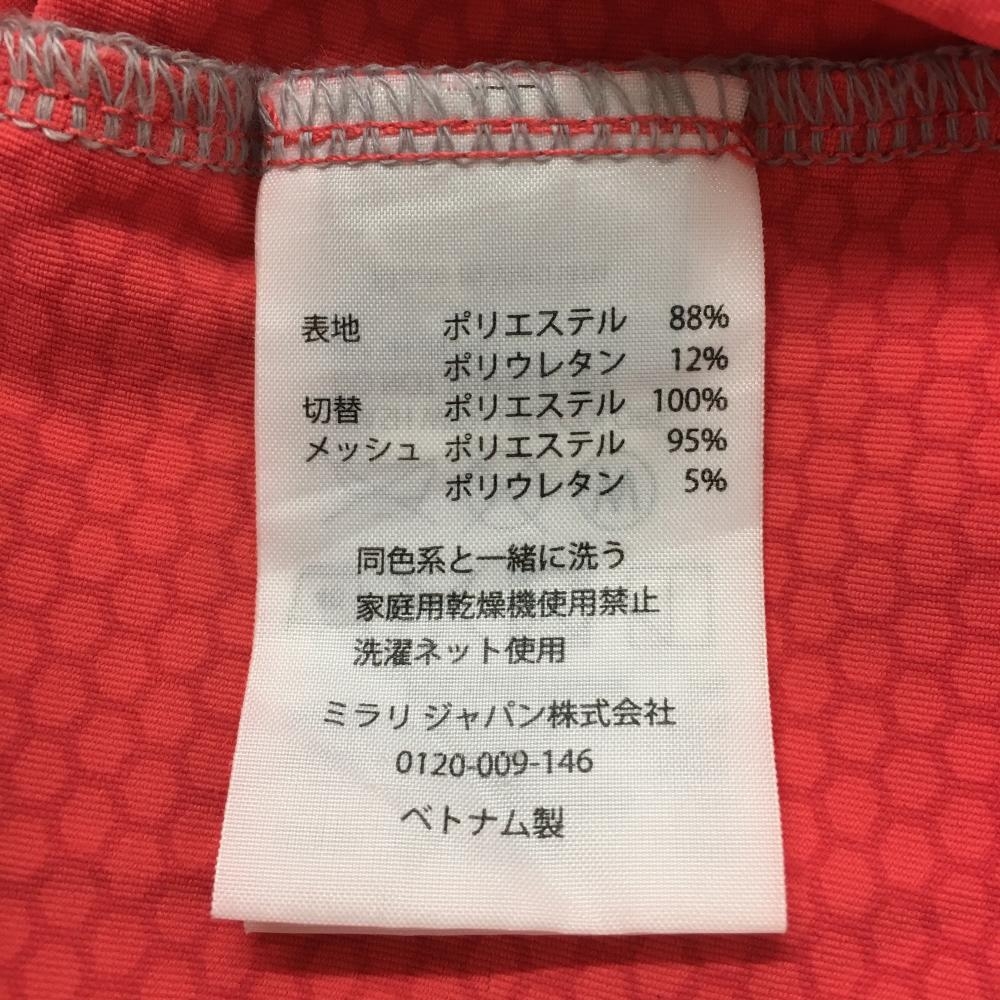 表地 ポリエステル 88%
ポリウレタン 12%
切替 ポリエステル 100%
メッシュ ポリエステル 95%
ポリウレタン 5%
同色系と一緒に洗う
家庭用乾燥機使用禁止
洗濯ネット使用
ミラリ ジャパン株式会社
0120-009-146
ベトナム製